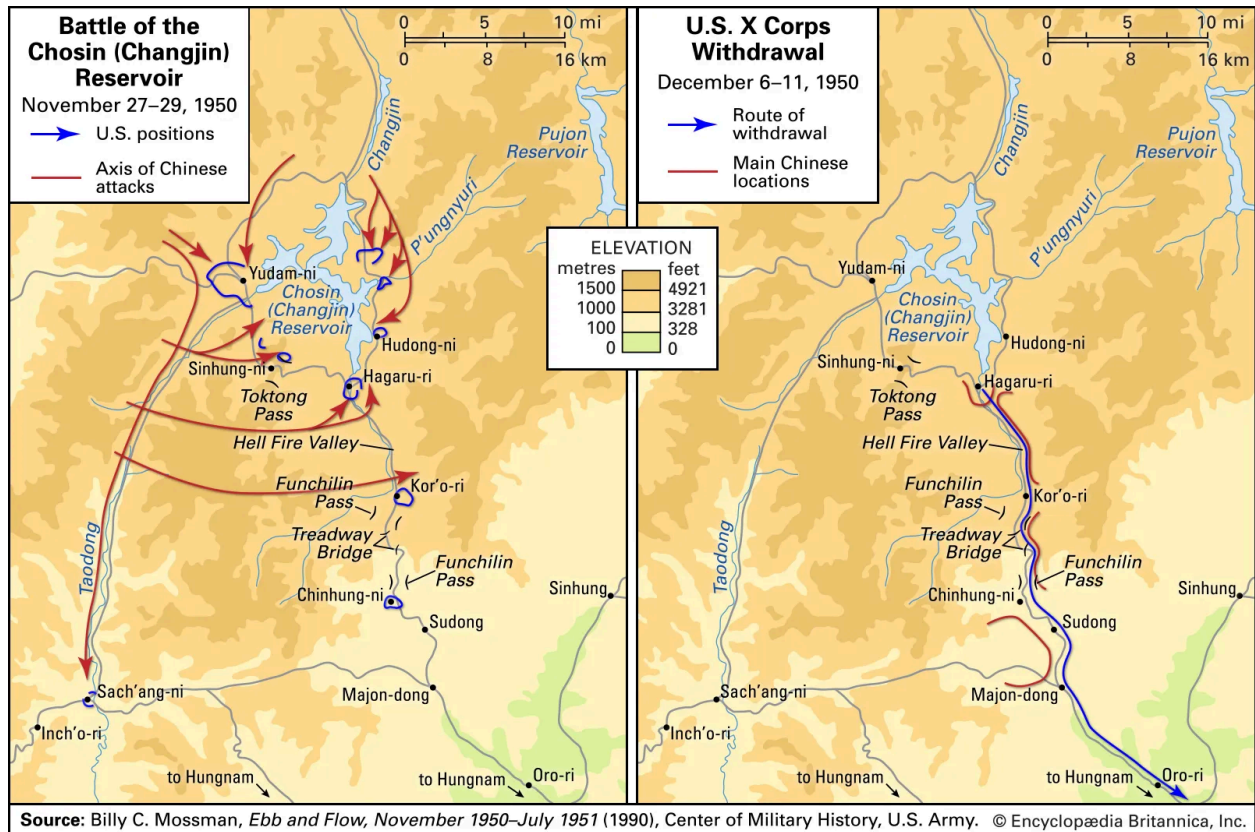 Battle of the
Chosin (Changjin)
Reservoir
November 27–29, 1950
U.S. positions
Axis of Chinese
attacks
0 5 10 mi
0 8 16 km
Changjin
Pujon
Reservoir
P'ungnyuri
Yudam-ni
Chosin
(Changjin)
Reservoir
Hudong-ni
Sinhung-ni
Hagaru-ri
Toktong
Pass
Hell Fire Valley
Funchilin
Pass
Kor'o-ri
Treadway
Bridge
Funchilin
Pass
Taodong
Chinhung-ni
Sinhung
Sudong
Sach'ang-ni
Majon-dong
Inch'o-ri
to Hungnam
to Hungnam
Oro-ri
ELEVATION
metres feet
1500 4921
1000 3281
100 328
0 0
U.S. X Corps
Withdrawal
December 6–11, 1950
Route of
withdrawal
Main Chinese
locations
0 5 10 mi
0 8 16 km
Changjin
Pujon
Reservoir
P'ungnyuri
Yudam-ni
Chosin
(Changjin)
Reservoir
Hudong-ni
Sinhung-ni
Hagaru-ri
Toktong
Pass
Hell Fire Valley
Funchilin
Pass
Kor'o-ri
Treadway
Bridge
Funchilin
Pass
Taodong
Chinhung-ni
Sinhung
Sudong
Sach'ang-ni
Majon-dong
Inch'o-ri
to Hungnam
to Hungnam
Oro-ri
Source: Billy C. Mossman, Ebb and Flow, November 1950–July 1951 (1990), Center of Military History, U.S. Army. © Encyclopædia Britannica, Inc.